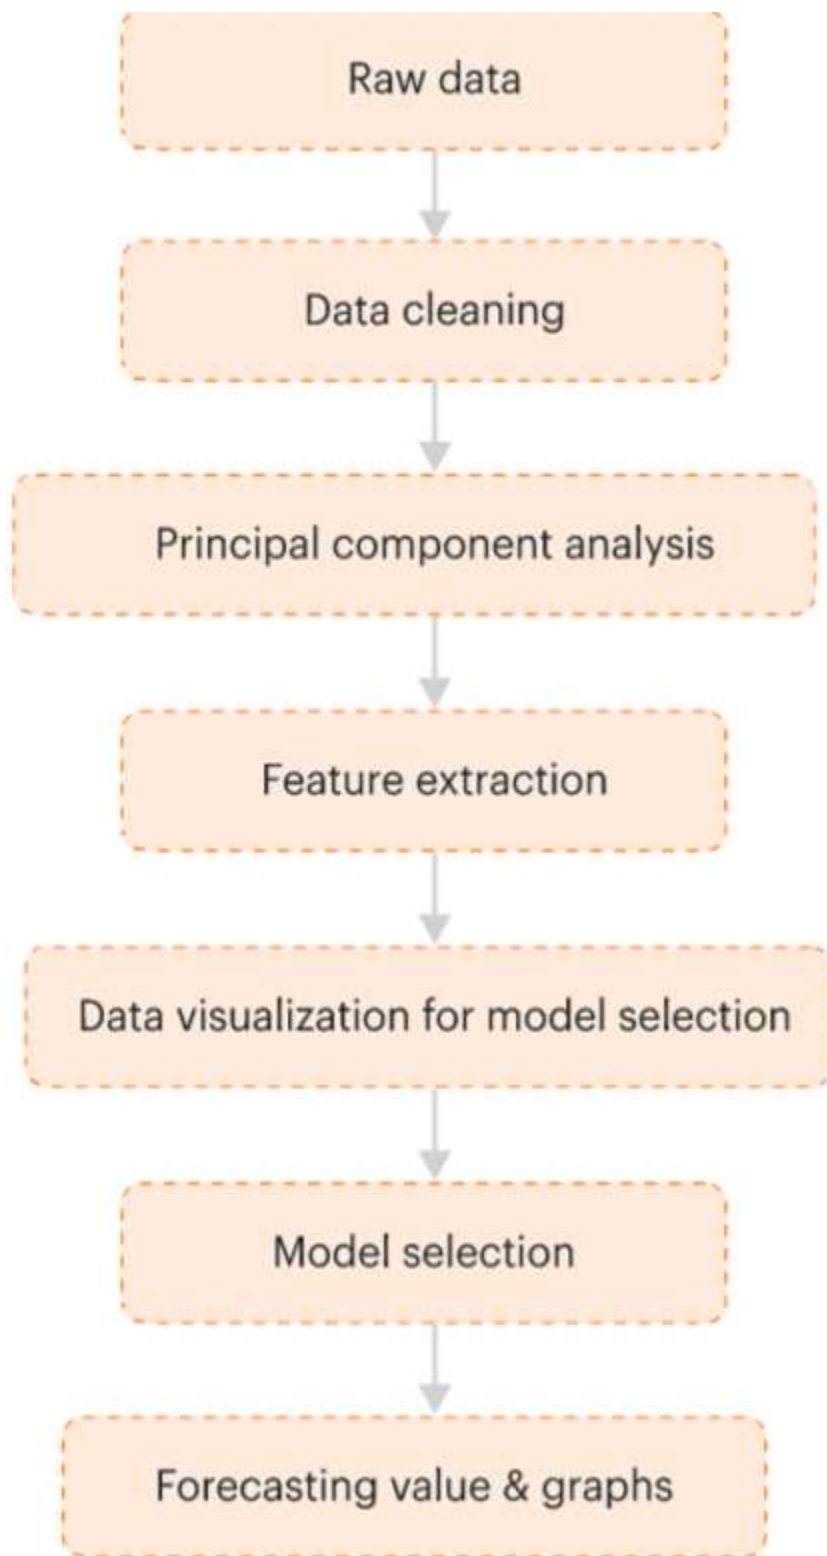 Raw data
Data cleaning
Principal component analysis
Feature extraction
Data visualization for model selection
Model selection
Forecasting value & graphs